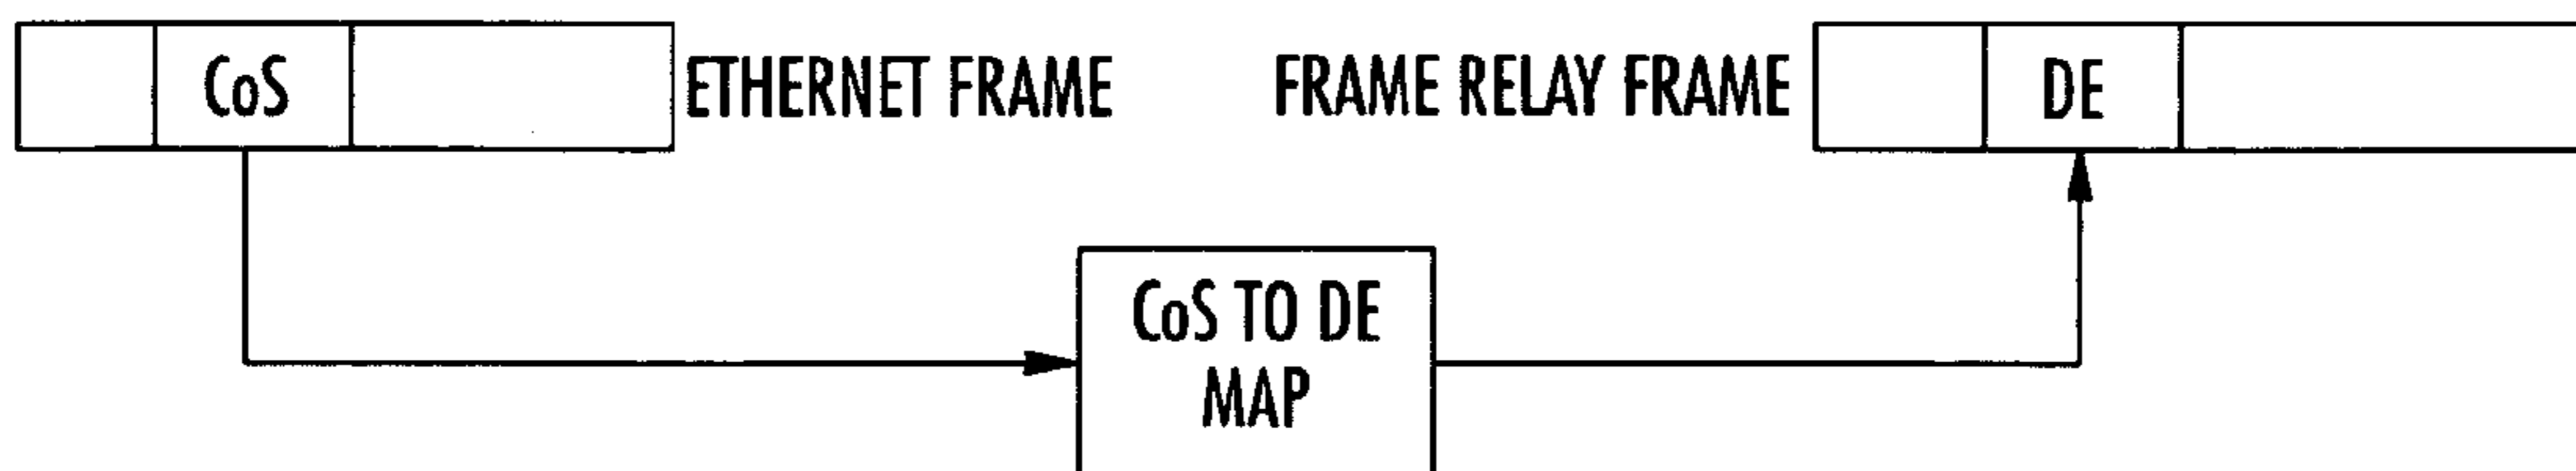 CoS ETHERNET FRAME FRAME RELAY FRAME DE
CoS TO DE
MAP